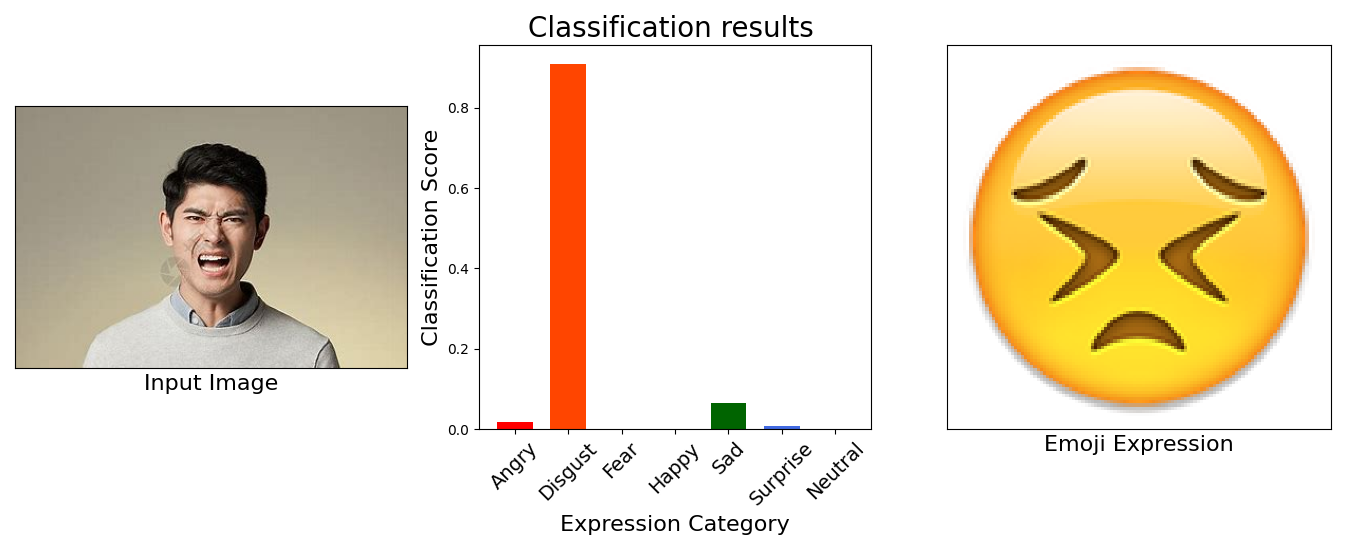 Classification results
Input Image
Classification Score
0.8
0.6
0.4
0.2
0.0
Angry
Disgust
Fear
Happy
Sad
Surprise
Neutral
Expression Category
Emoji Expression